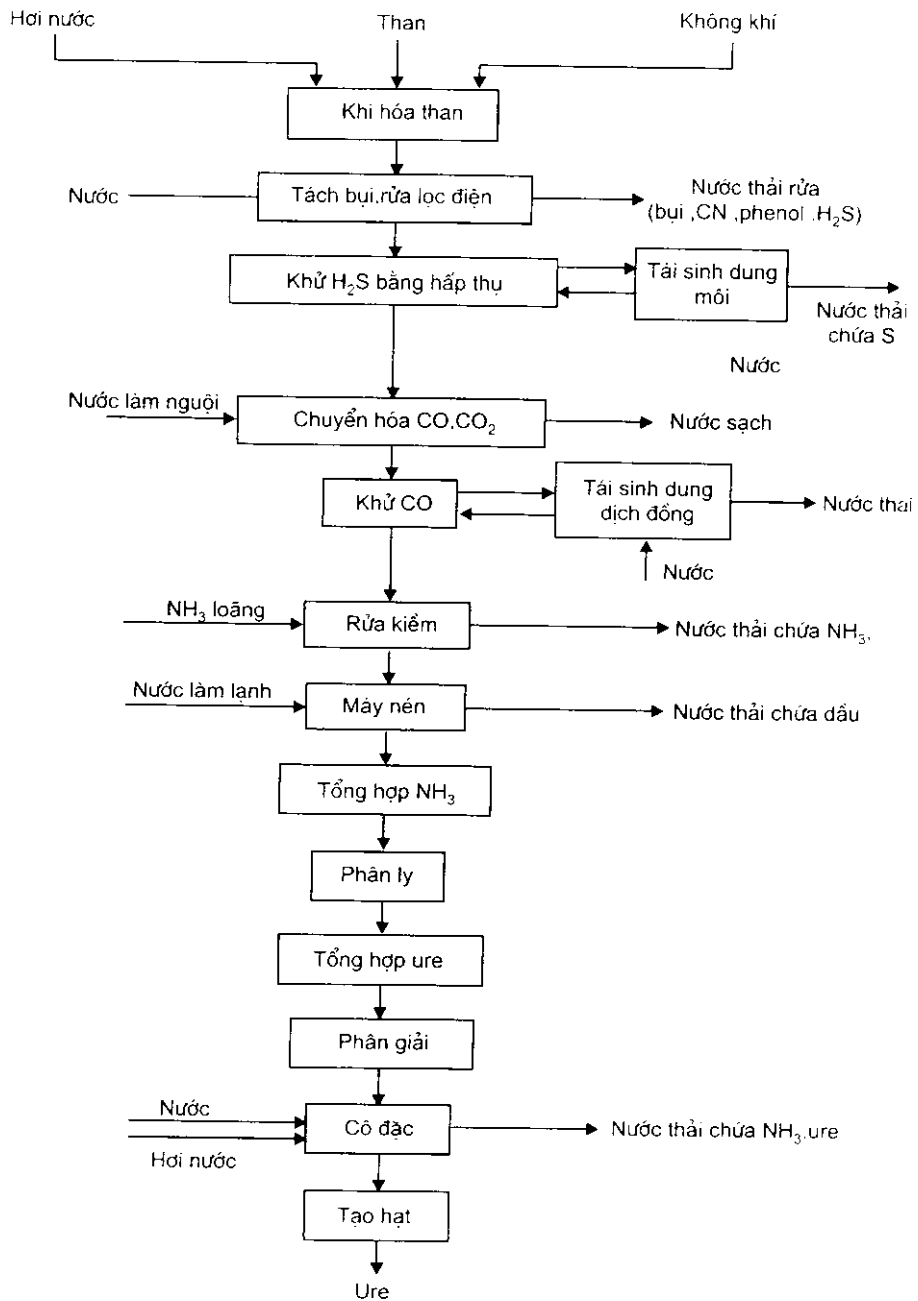 Hơi nước
Than
Không khí
Khi hóa than
Nước
Tách bụi.rửa lọc điện
Nước thải rửa
(bụi ,CN ,phenol .H₂S)
Khử H₂S bằng hấp thụ
Tái sinh dung
môi
Nước thải
chứa S
Nước
Nước làm nguội
Chuyển hóa CO.CO₂
Nước sạch
Khử CO
Tái sinh dung
dịch đồng
Nước thai
Nước
NH₃ loãng
Rửa kiềm
Nước thải chứa NH₃.
Nước làm lạnh
Máy nén
Nước thải chứa dầu
Tổng hợp NH₃
Phân ly
Tổng hợp ure
Phân giải
Nước
Cô đặc
Nước thải chứa NH₃.ure
Hơi nước
Tạo hạt
Ure